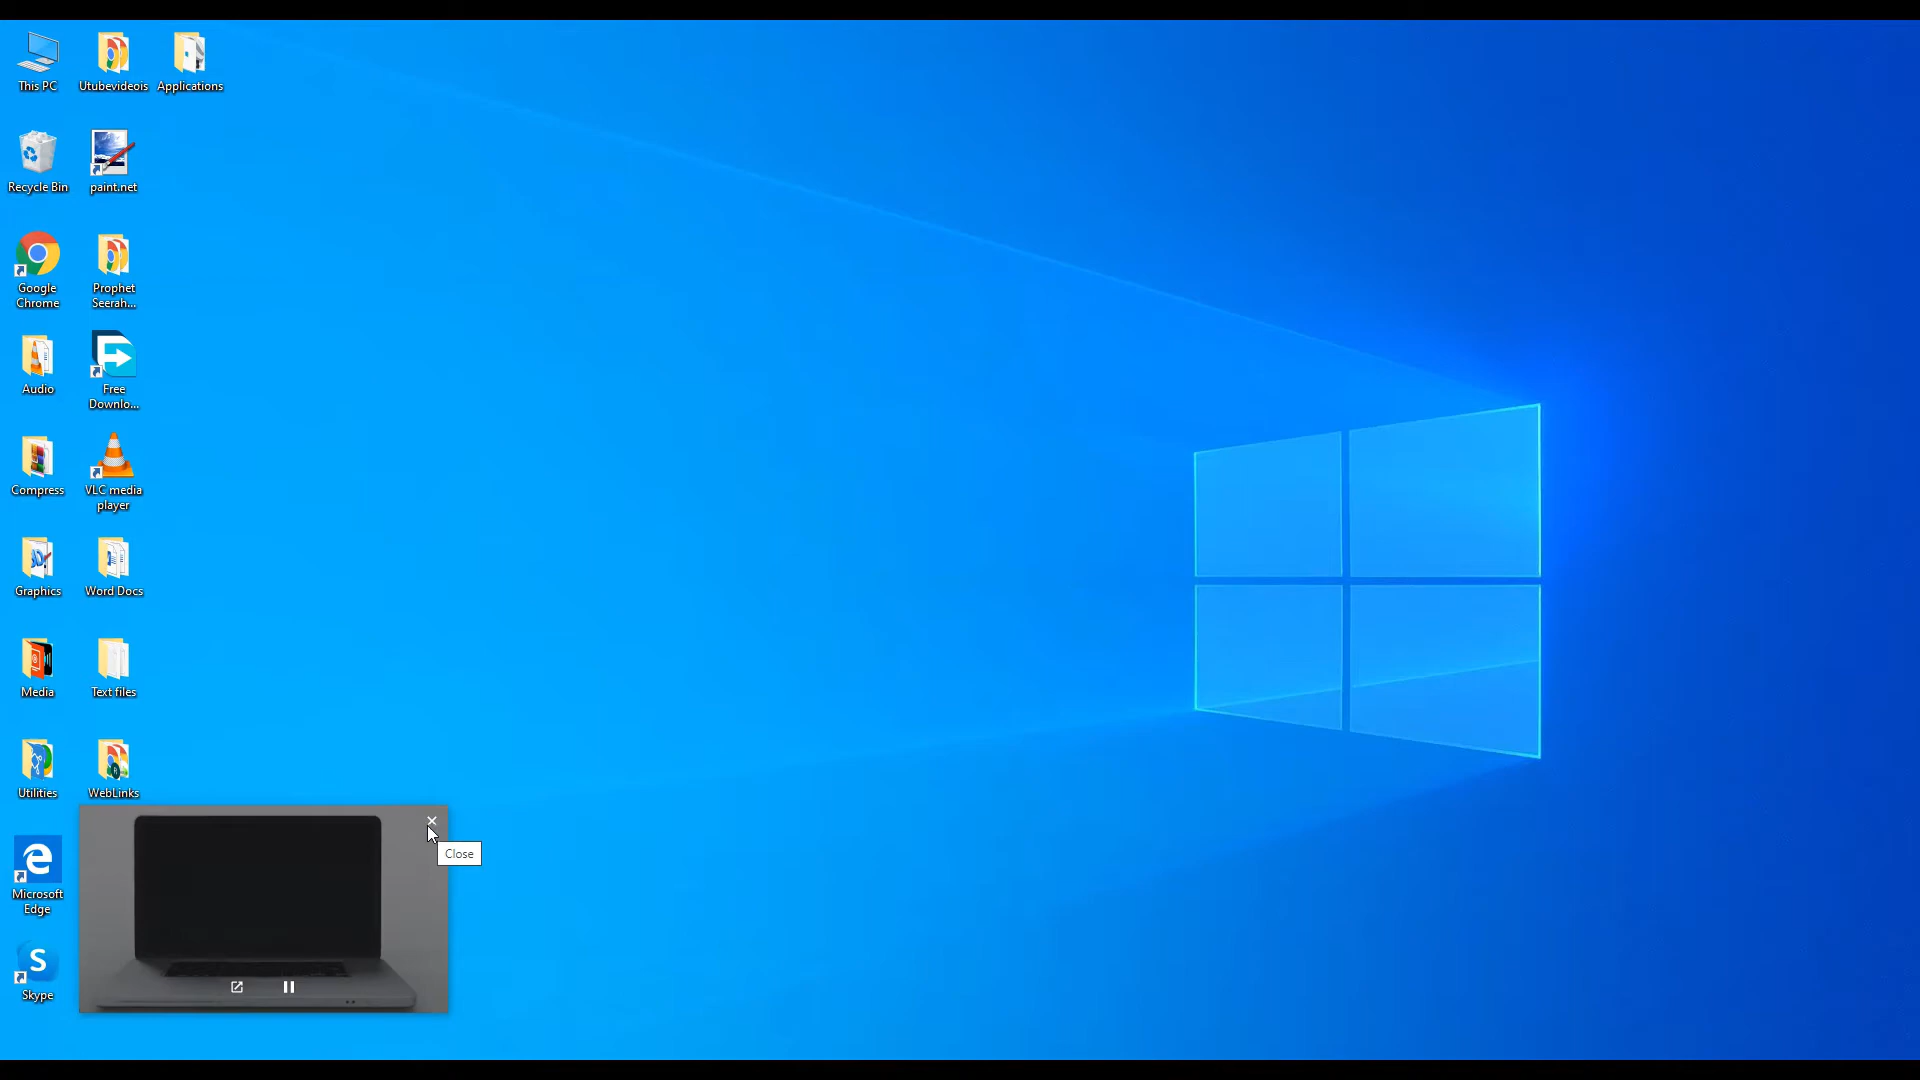 This PC
Utubevideois
Applications
Recycle Bin
paint.net
Google
Chrome
Prophet
Seerah...
Audio
Free
Downlo...
Compress
VLC media
player
Graphics
Word Docs
Media
Text files
Utilities
WebLinks
Microsoft
Edge
Close
Skype